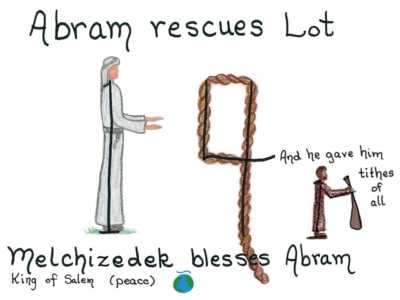 Abram rescues Lot
And he gave him
tithes
of
all
Melchizedek blesses Abram
King of Salem (peace)